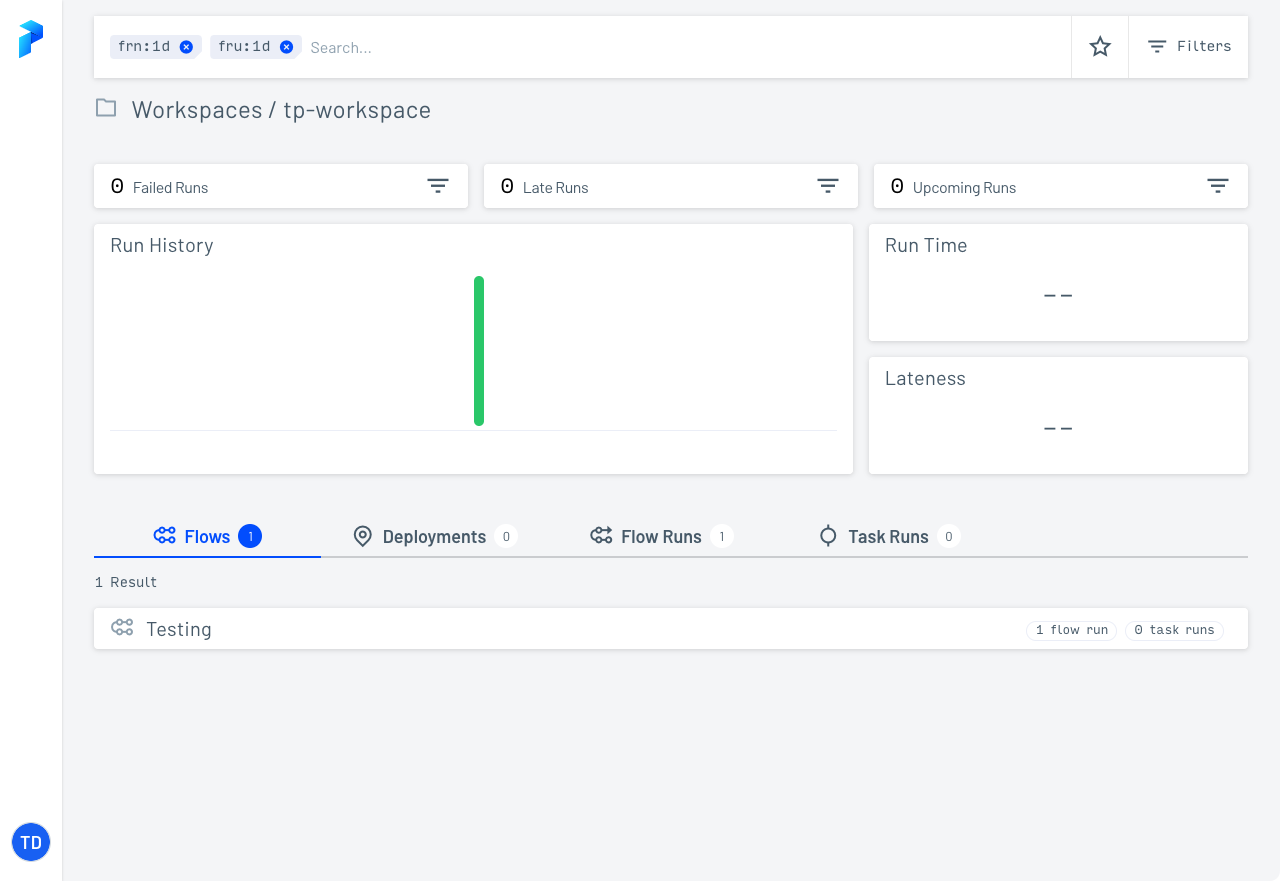 frn:1d fru:1d Search... Filters
Workspaces / tp-workspace
0 Failed Runs 0 Late Runs 0 Upcoming Runs
Run History Run Time
--
Lateness
--
Flows 1 Deployments 0 Flow Runs 1 Task Runs 0
1 Result
Testing 1 flow run 0 task runs
TD